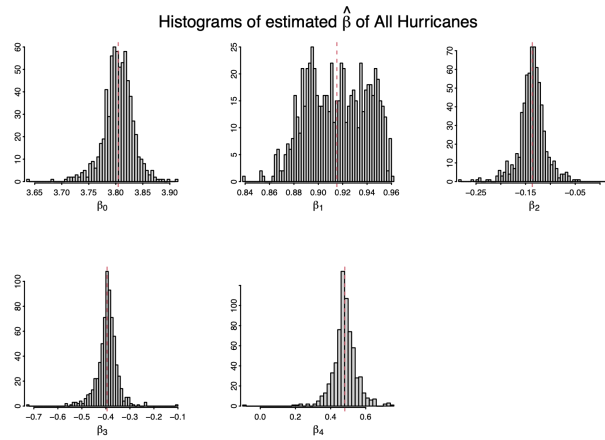 Histograms of estimated β̂ of All Hurricanes
0 10 20 30 40 50 60
3.65 3.70 3.75 3.80 3.85 3.90
β0
0 5 10 15 20 25
0.84 0.86 0.88 0.90 0.92 0.94 0.96
β1
0 10 20 30 40 50 60 70
-0.25 -0.15 -0.05
β2
0 20 40 60 80 100
-0.7 -0.6 -0.5 -0.4 -0.3 -0.2 -0.1
β3
0 20 40 60 80 100
0.0 0.2 0.4 0.6
β4